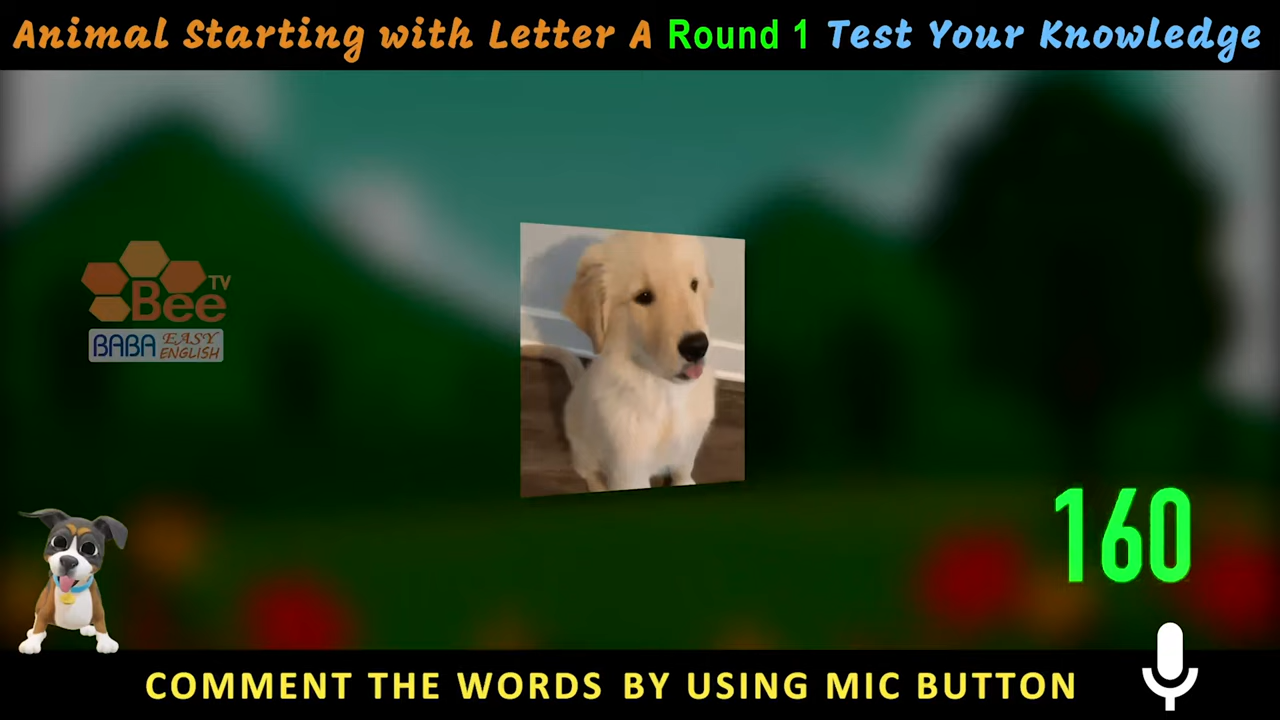 Animal Starting with Letter A Round 1 Test Your Knowledge
Bee TV
BABA EASY ENGLISH
160
COMMENT THE WORDS BY USING MIC BUTTON